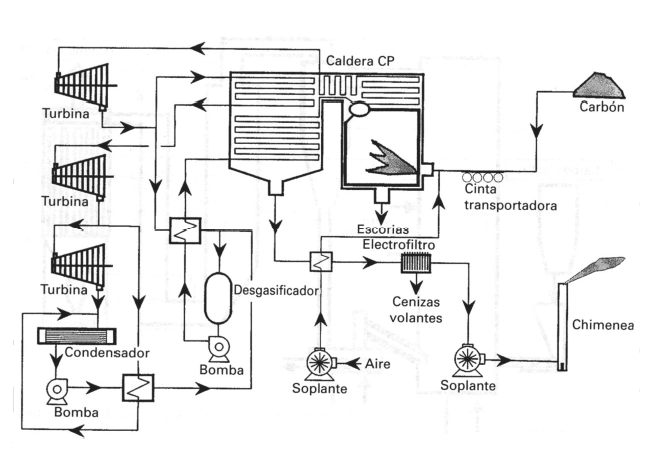 Caldera CP
Turbina
Carbón
Turbina
Cinta
transportadora
Escorias
Electrofiltro
Turbina
Desgasificador
Cenizas
volantes
Chimenea
Condensador
Bomba
Aire
Soplante
Soplante
Bomba